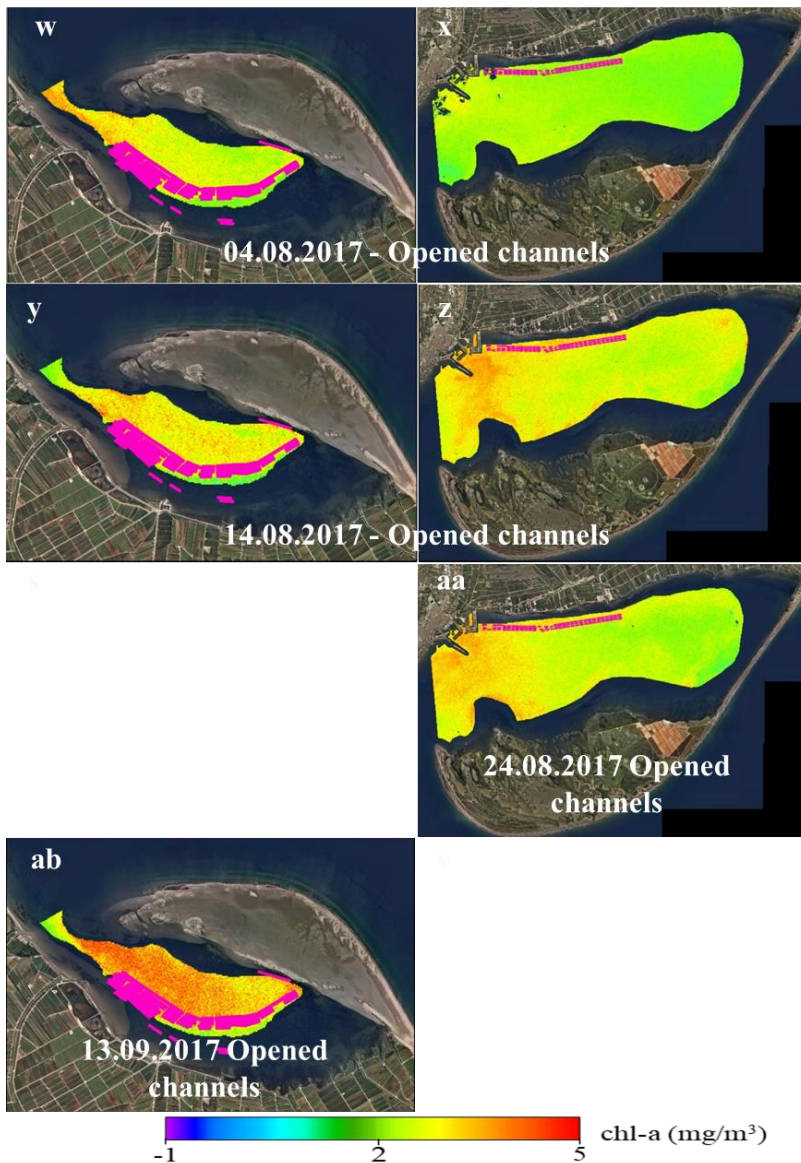 w
x
04.08.2017 - Opened channels
y
z
14.08.2017 - Opened channels
s
aa
24.08.2017 Opened
channels
ab
13.09.2017 Opened
channels
chl-a (mg/m³)
-1
2
5